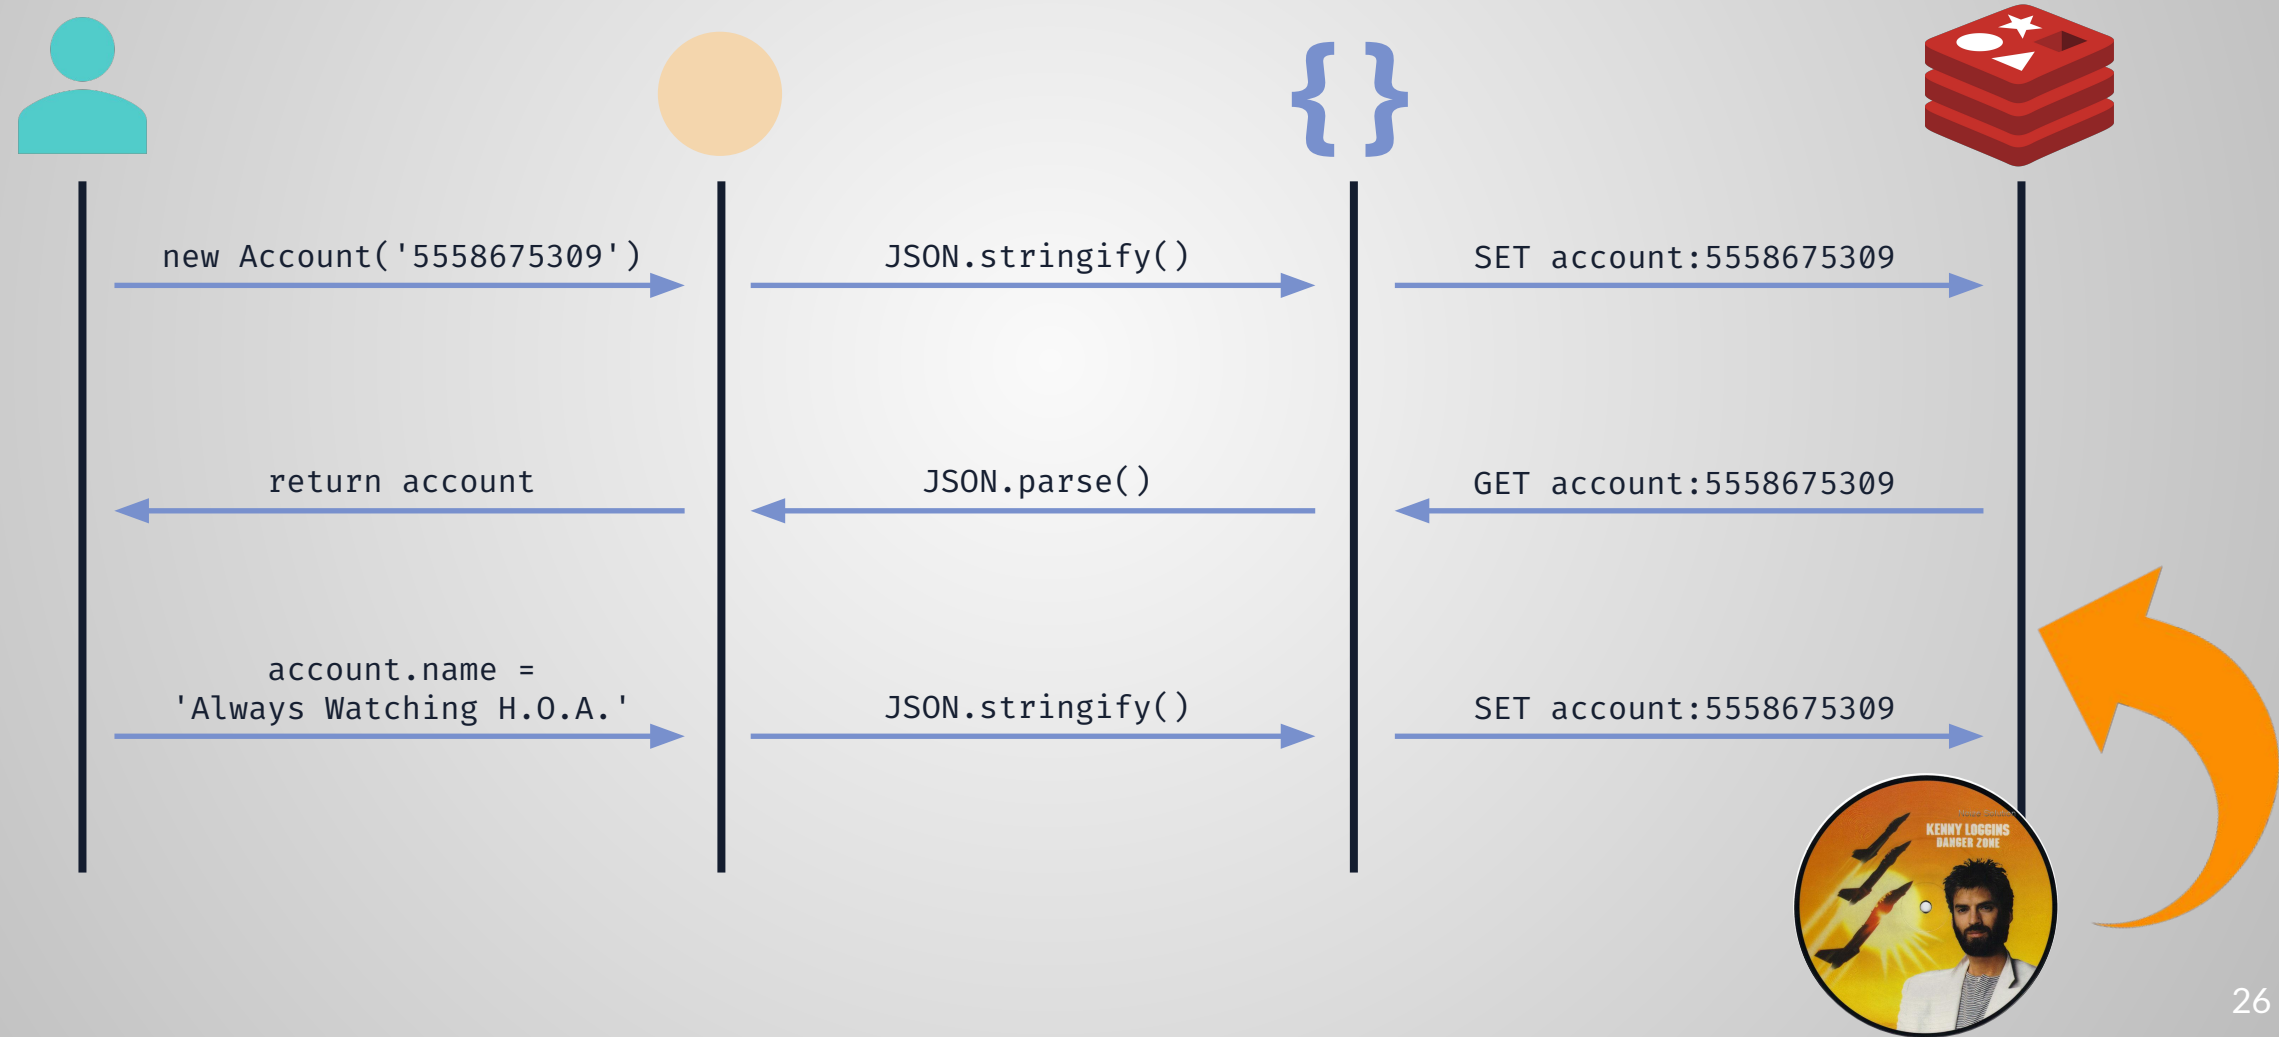 new Account('5558675309')
JSON.stringify()
SET account:5558675309
return account
JSON.parse()
GET account:5558675309
account.name =
'Always Watching H.O.A.'
JSON.stringify()
SET account:5558675309
KENNY LOGGINS
DANGER ZONE
26